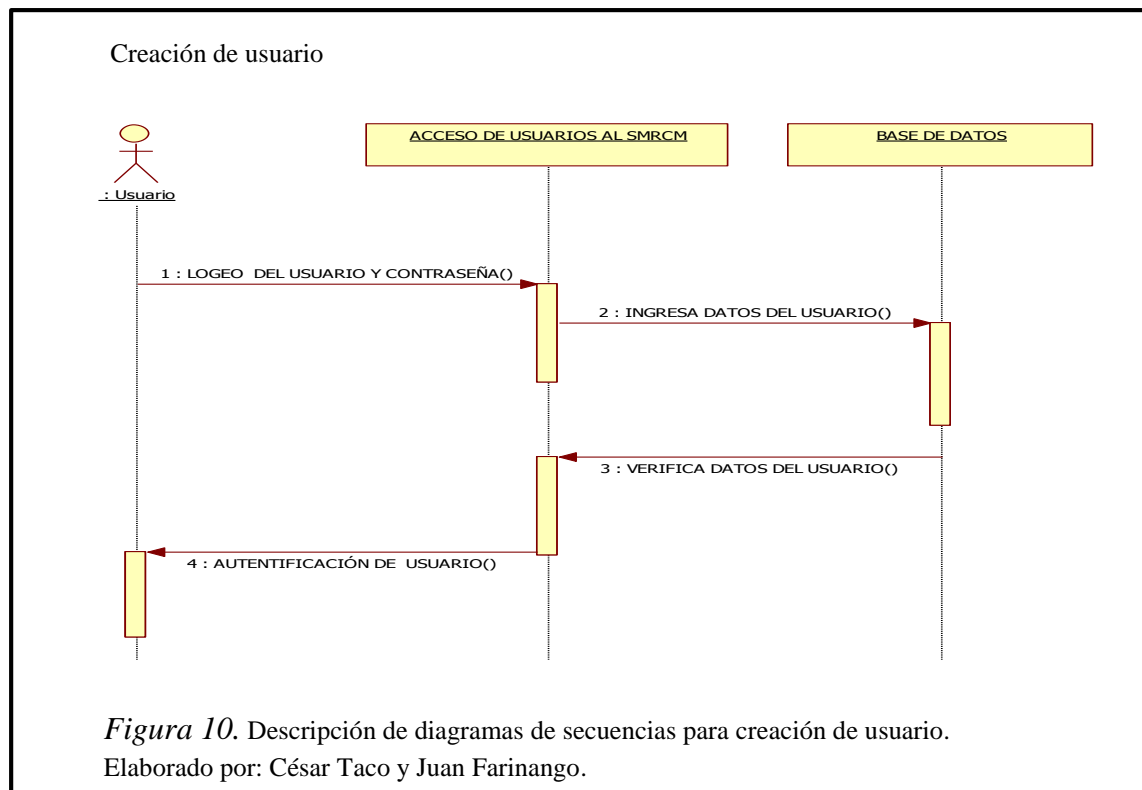 Creación de usuario
ACCESO DE USUARIOS AL SMRCM
BASE DE DATOS
: Usuario
1 : LOGEO DEL USUARIO Y CONTRASEÑA()
2 : INGRESA DATOS DEL USUARIO()
3 : VERIFICA DATOS DEL USUARIO()
4 : AUTENTIFICACIÓN DE USUARIO()
Figura 10. Descripción de diagramas de secuencias para creación de usuario.
Elaborado por: César Taco y Juan Farinango.